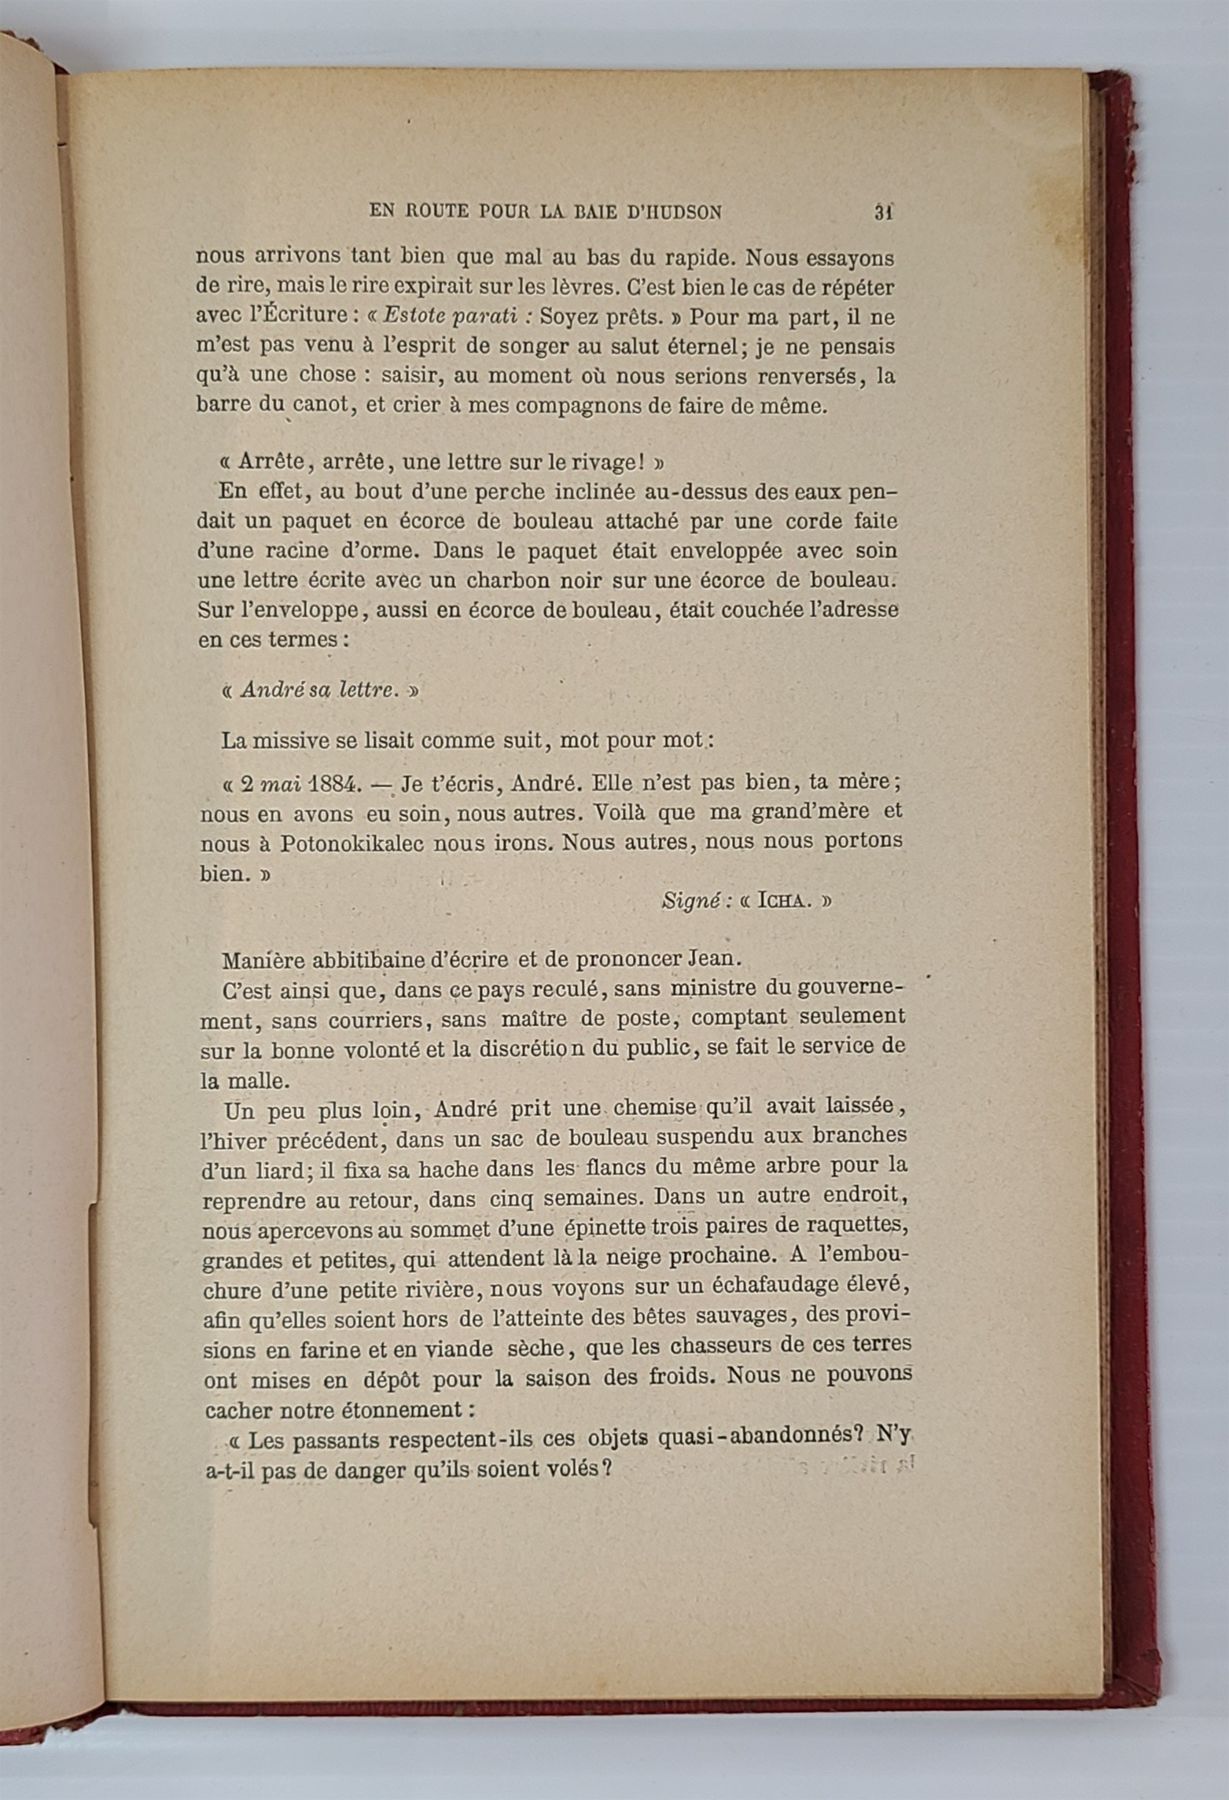 EN ROUTE POUR LA BAIE D'HUDSON 31
nous arrivons tant bien que mal au bas du rapide. Nous essayons
de rire, mais le rire expirait sur les lèvres. C'est bien le cas de répéter
avec l'Écriture : « Estote parati : Soyez prêts. » Pour ma part, il ne
m'est pas venu à l'esprit de songer au salut éternel; je ne pensais
qu'à une chose : saisir, au moment où nous serions renversés, la
barre du canot, et crier à mes compagnons de faire de même.
« Arrête, arrête, une lettre sur le rivage! »
En effet, au bout d'une perche inclinée au-dessus des eaux pen-
dait un paquet en écorce de bouleau attaché par une corde faite
d'une racine d'orme. Dans le paquet était enveloppée avec soin
une lettre écrite avec un charbon noir sur une écorce de bouleau.
Sur l'enveloppe, aussi en écorce de bouleau, était couchée l'adresse
en ces termes :
« André sa lettre. »
La missive se lisait comme suit, mot pour mot :
« 2 mai 1884. — Je t'écris, André. Elle n'est pas bien, ta mère;
nous en avons eu soin, nous autres. Voilà que ma grand'mère et
nous à Potonokikalec nous irons. Nous autres, nous nous portons
bien. »
Signé : « ICHA. »
Manière abbitibaine d'écrire et de prononcer Jean.
C'est ainsi que, dans ce pays reculé, sans ministre du gouverne-
ment, sans courriers, sans maître de poste, comptant seulement
sur la bonne volonté et la discrétion du public, se fait le service de
la malle.
Un peu plus loin, André prit une chemise qu'il avait laissée,
l'hiver précédent, dans un sac de bouleau suspendu aux branches
d'un liard; il fixa sa hache dans les flancs du même arbre pour la
reprendre au retour, dans cinq semaines. Dans un autre endroit,
nous apercevons au sommet d'une épinette trois paires de raquettes,
grandes et petites, qui attendent là la neige prochaine. A l'embou-
chure d'une petite rivière, nous voyons sur un échafaudage élevé,
afin qu'elles soient hors de l'atteinte des bêtes sauvages, des provi-
sions en farine et en viande sèche, que les chasseurs de ces terres
ont mises en dépôt pour la saison des froids. Nous ne pouvons
cacher notre étonnement :
« Les passants respectent-ils ces objets quasi-abandonnés? N'y
a-t-il pas de danger qu'ils soient volés?